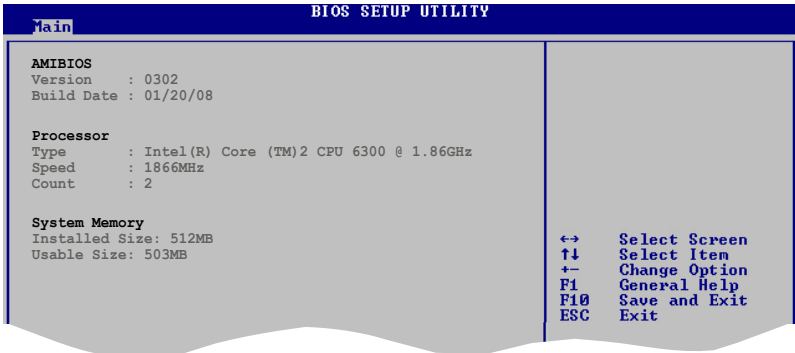 BIOS SETUP UTILITY
Main
AMIBIOS
Version : 0302
Build Date : 01/20/08
Processor
Type : Intel(R) Core (TM)2 CPU 6300 @ 1.86GHz
Speed : 1866MHz
Count : 2
System Memory
Installed Size: 512MB
Usable Size: 503MB
←→ Select Screen
↑↓ Select Item
+- Change Option
F1 General Help
F10 Save and Exit
ESC Exit